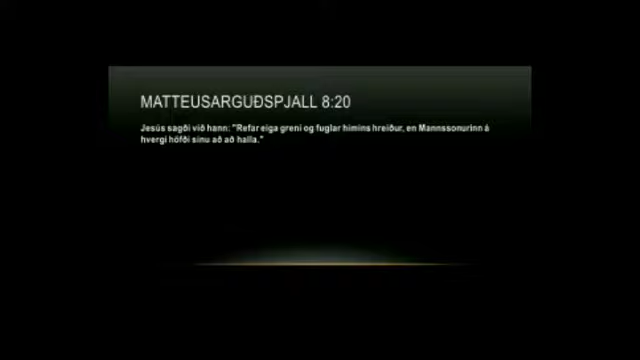 MATTEUSARGUÐSPJALL 8:20
Jesús sagði við hann: "Refar eiga greni og fuglar himins hreiður, en Mannssonurinn á
hvergi höfði sínu að að halla."